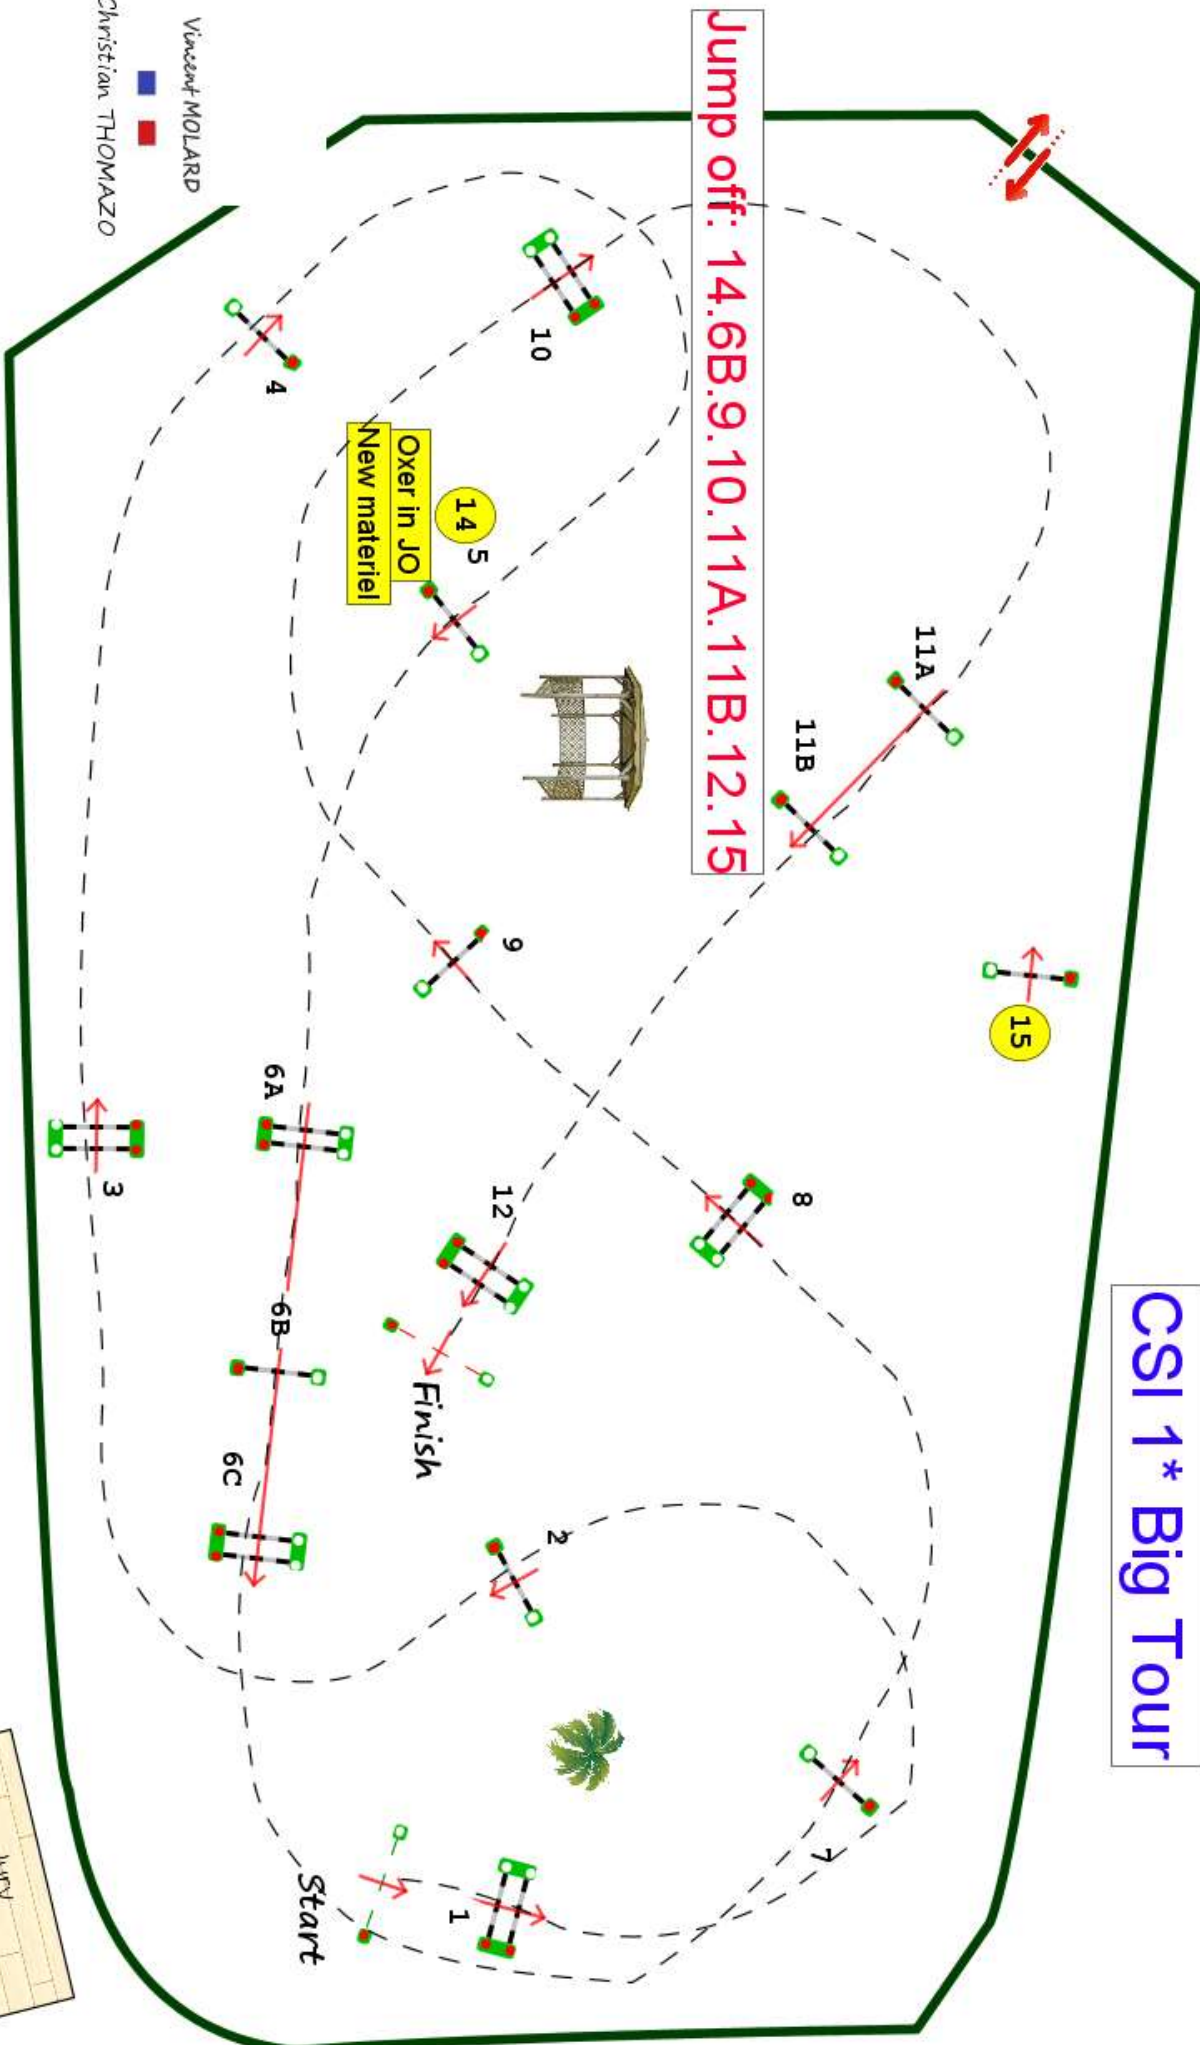 CSI 1* Big Tour
Jump off: 14.6B.9.10.11A.11B.12.15
Vincent MOLARD
Christian THOMAZO
10
4
14
5
Oxer in JO
New materiel
11A
11B
9
15
6A
3
8
12
6B
Finish
6C
2
7
1
Start
Jury